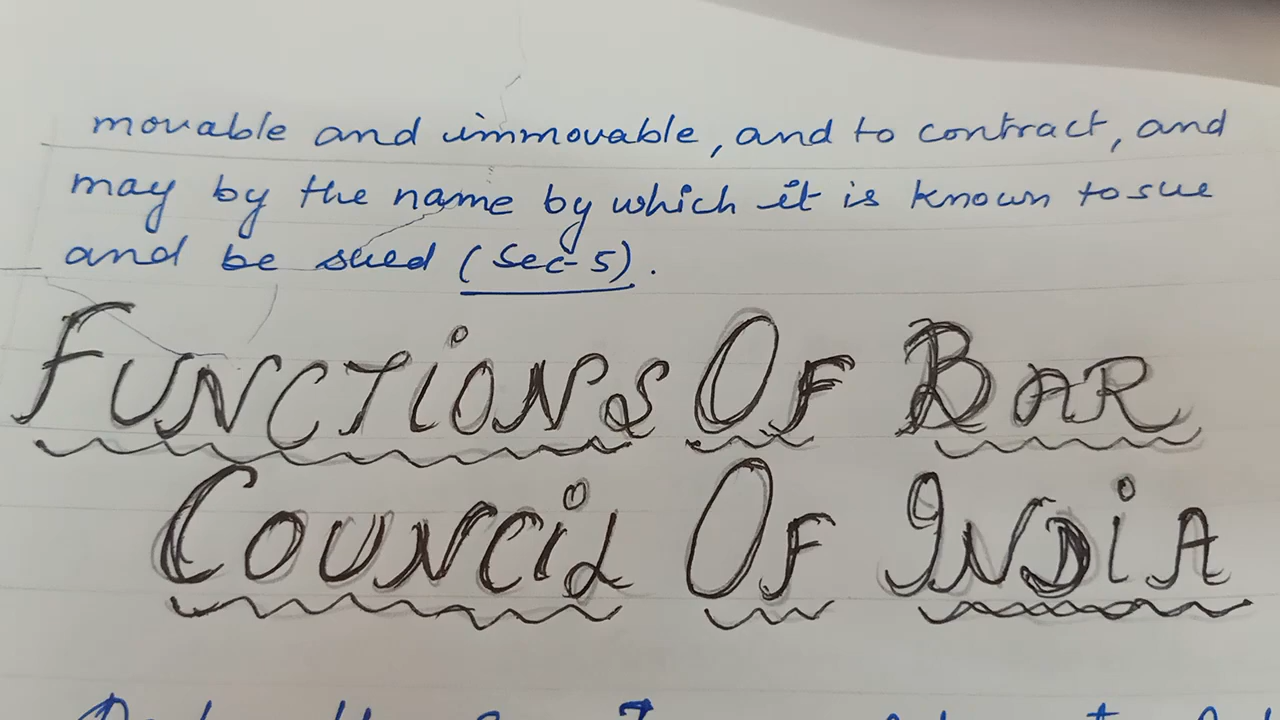 movable and immovable, and to contract, and
may by the name by which it is known to sue
and be sued (Sec-5).
FUNCTIONS OF BAR
COUNCIL OF INDIA